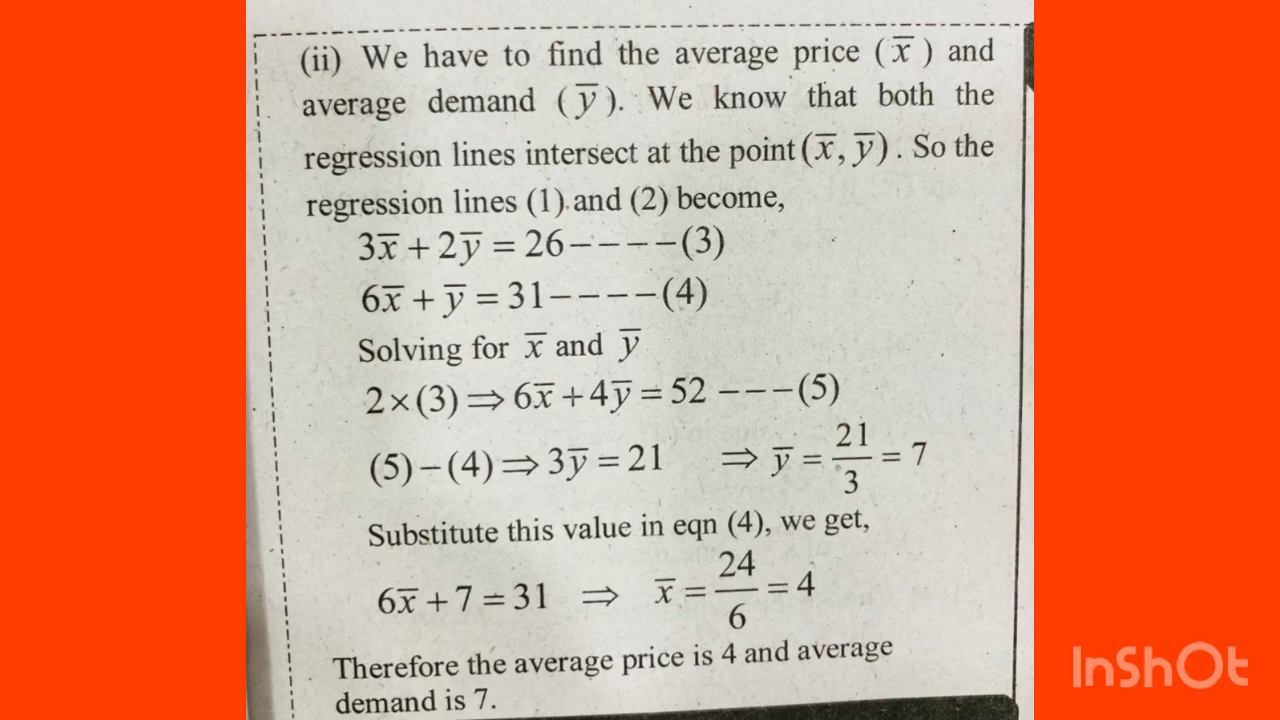 (ii) We have to find the average price (x̅) and
average demand (y̅). We know that both the
regression lines intersect at the point (x̅, y̅). So the
regression lines (1) and (2) become,
3x̅ + 2y̅ = 26 − − − − (3)
6x̅ + y̅ = 31 − − − − (4)
Solving for x̅ and y̅
2×(3) ⇒ 6x̅ + 4y̅ = 52 − − − (5)
(5) − (4) ⇒ 3y̅ = 21 ⇒ y̅ = 21/3 = 7
Substitute this value in eqn (4), we get,
6x̅ + 7 = 31 ⇒ x̅ = 24/6 = 4
Therefore the average price is 4 and average
demand is 7.
InShOt